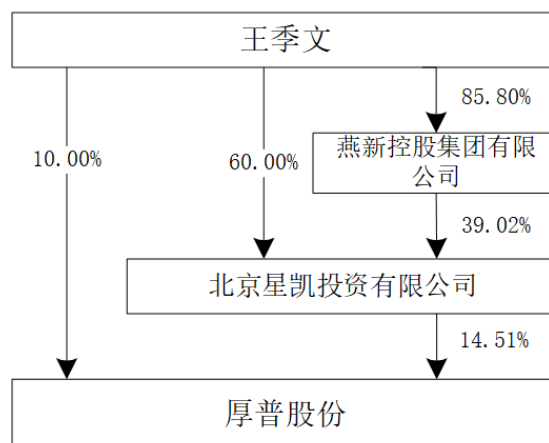 王季文
85.80%
10.00%
60.00%
燕新控股集团有限
公司
39.02%
北京星凯投资有限公司
14.51%
厚普股份